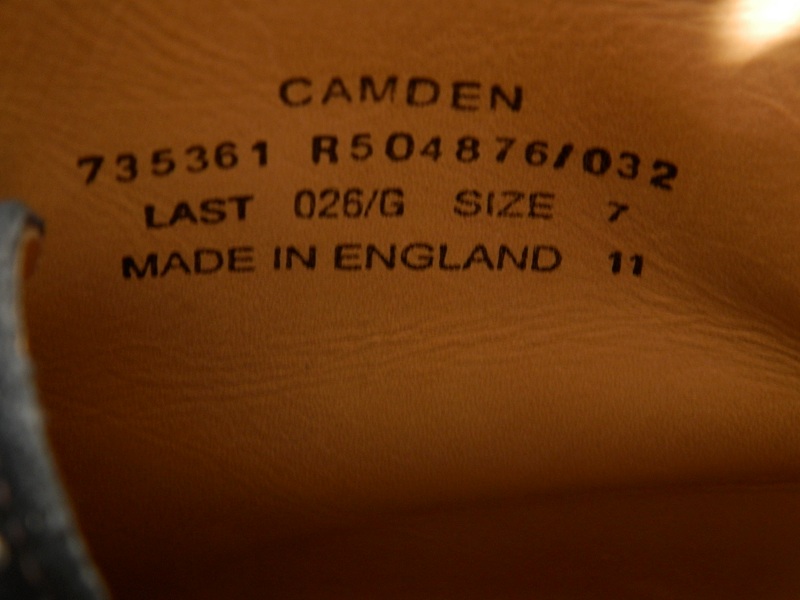 CAMDEN
735361 R504876/032
LAST 026/G SIZE 7
MADE IN ENGLAND 11